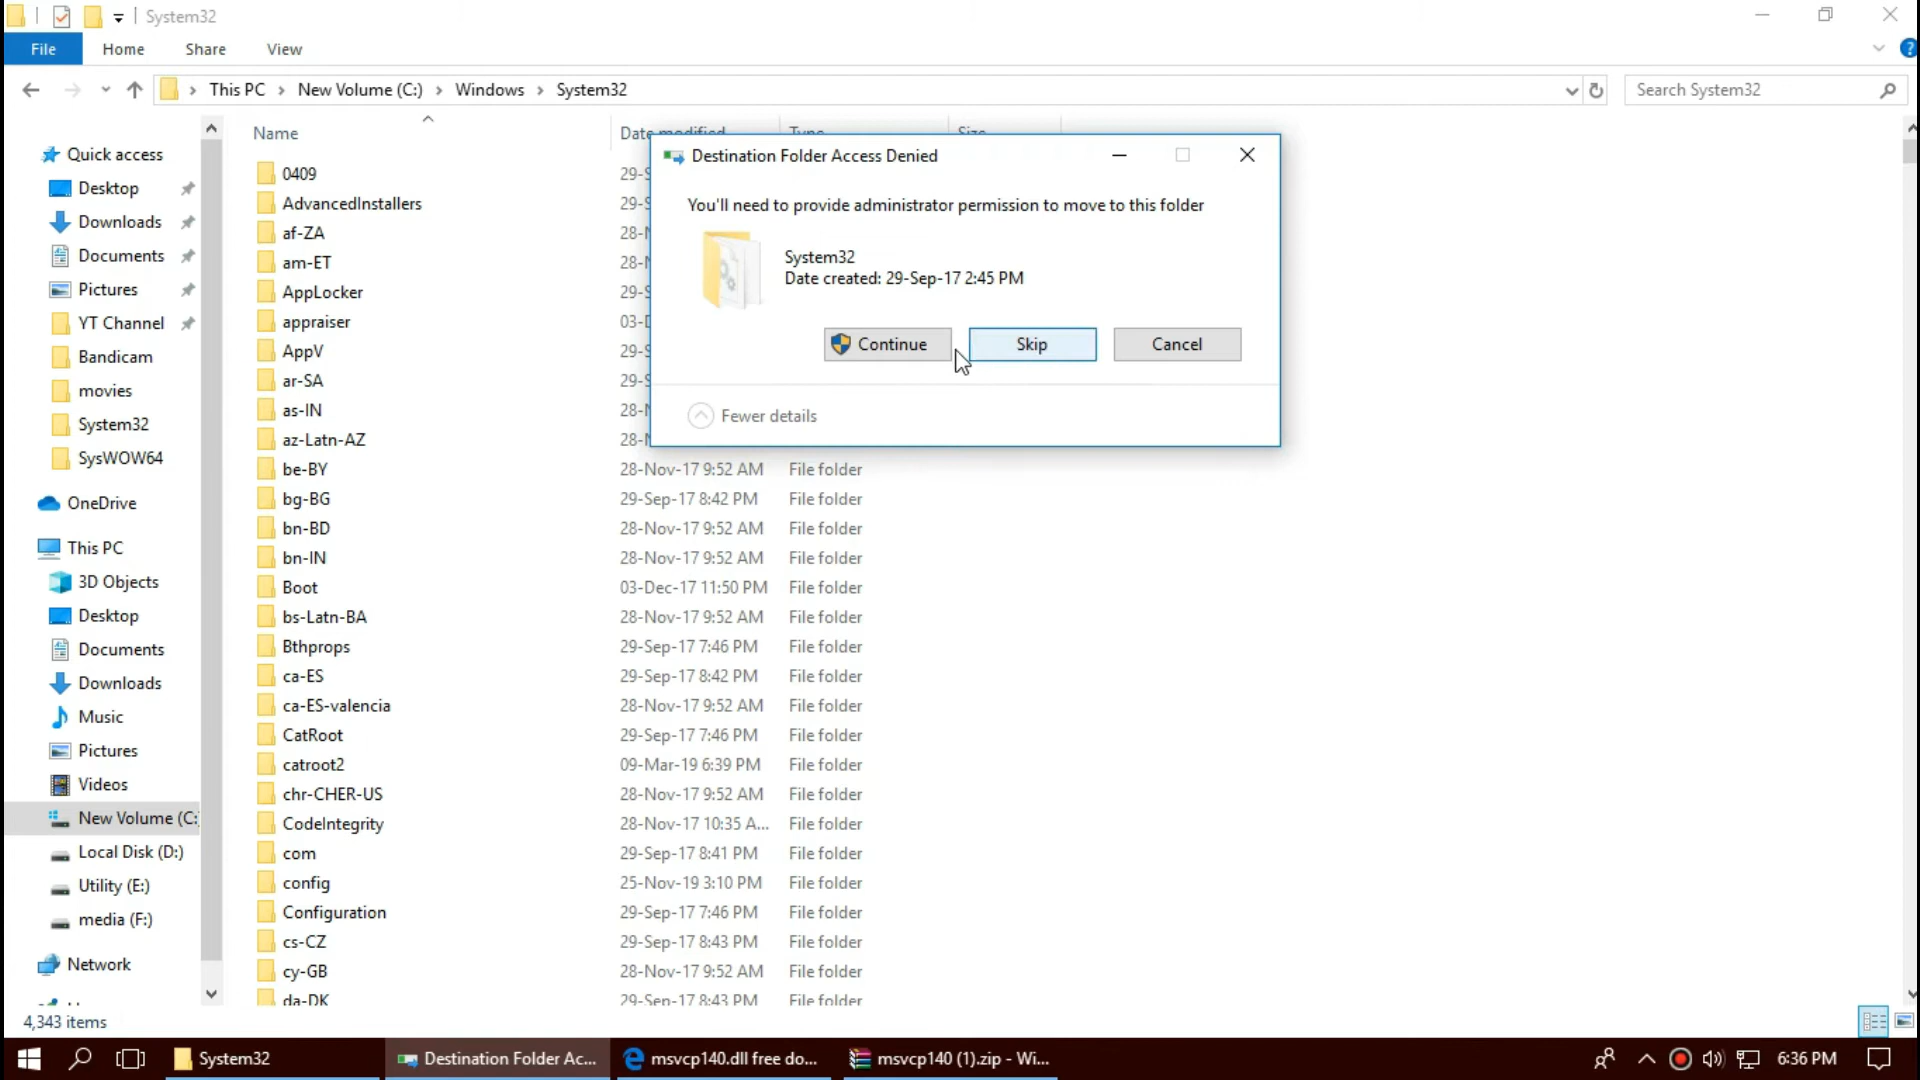 System32
File
Home
Share
View
This PC
New Volume (C:)
Windows
System32
Search System32
Name
Date modified
Type
Size
Quick access
Desktop
Downloads
Documents
Pictures
YT Channel
Bandicam
movies
System32
SysWOW64
OneDrive
This PC
3D Objects
Desktop
Documents
Downloads
Music
Pictures
Videos
New Volume (C:
Local Disk (D:)
Utility (E:)
media (F:)
Network
0409 29-S
AdvancedInstallers 29-S
af-ZA 28-N
am-ET 28-N
AppLocker 29-S
appraiser 03-D
AppV 29-S
ar-SA 29-S
as-IN 28-N
az-Latn-AZ 28-N
be-BY 28-Nov-17 9:52 AM File folder
bg-BG 29-Sep-17 8:42 PM File folder
bn-BD 28-Nov-17 9:52 AM File folder
bn-IN 28-Nov-17 9:52 AM File folder
Boot 03-Dec-17 11:50 PM File folder
bs-Latn-BA 28-Nov-17 9:52 AM File folder
Bthprops 29-Sep-17 7:46 PM File folder
ca-ES 29-Sep-17 8:42 PM File folder
ca-ES-valencia 28-Nov-17 9:52 AM File folder
CatRoot 29-Sep-17 7:46 PM File folder
catroot2 09-Mar-19 6:39 PM File folder
chr-CHER-US 28-Nov-17 9:52 AM File folder
CodeIntegrity 28-Nov-17 10:35 A... File folder
com 29-Sep-17 8:41 PM File folder
config 25-Nov-19 3:10 PM File folder
Configuration 29-Sep-17 7:46 PM File folder
cs-CZ 29-Sep-17 8:43 PM File folder
cy-GB 28-Nov-17 9:52 AM File folder
da-DK 29-Sep-17 8:43 PM File folder
Destination Folder Access Denied
You'll need to provide administrator permission to move to this folder
System32
Date created: 29-Sep-17 2:45 PM
Continue
Skip
Cancel
Fewer details
4,343 items
System32
Destination Folder Ac...
msvcp140.dll free do...
msvcp140 (1).zip - Wi...
6:36 PM